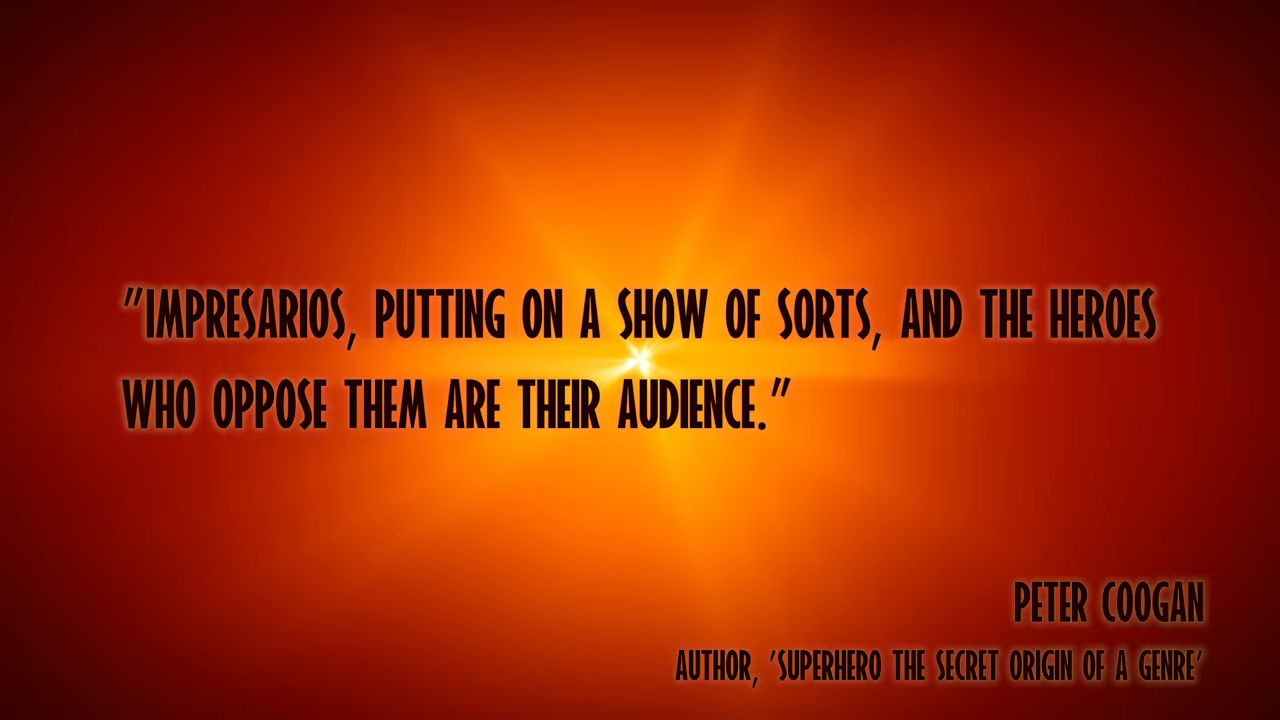 "IMPRESARIOS, PUTTING ON A SHOW OF SORTS, AND THE HEROES
WHO OPPOSE THEM ARE THEIR AUDIENCE."
PETER COOGAN
AUTHOR, 'SUPERHERO THE SECRET ORIGIN OF A GENRE'